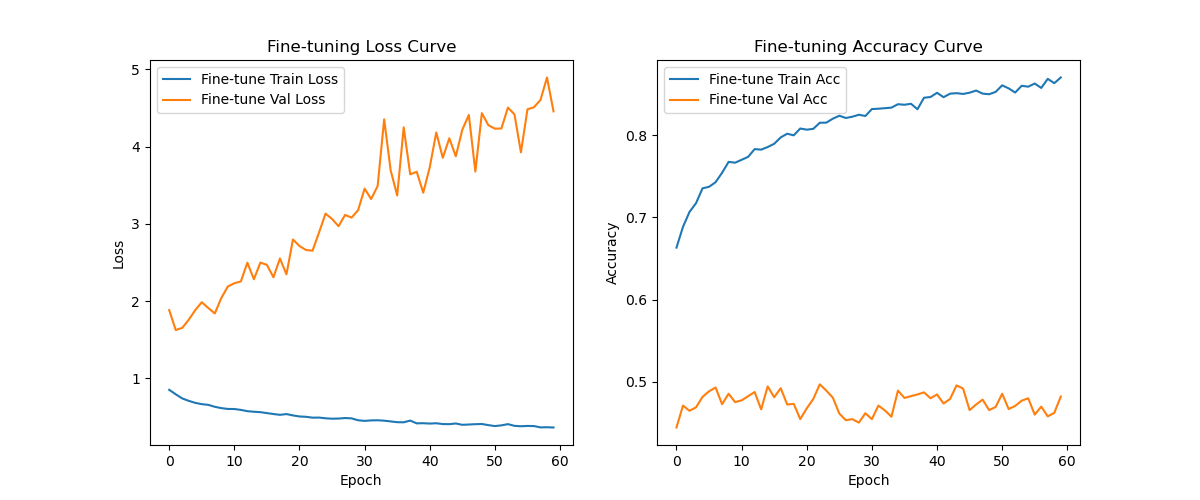 Fine-tuning Loss Curve
Fine-tune Train Loss
Fine-tune Val Loss
5
4
3
2
1
Loss
0
10
20
30
40
50
60
Epoch
Fine-tuning Accuracy Curve
Fine-tune Train Acc
Fine-tune Val Acc
0.8
0.7
0.6
0.5
Accuracy
0
10
20
30
40
50
60
Epoch